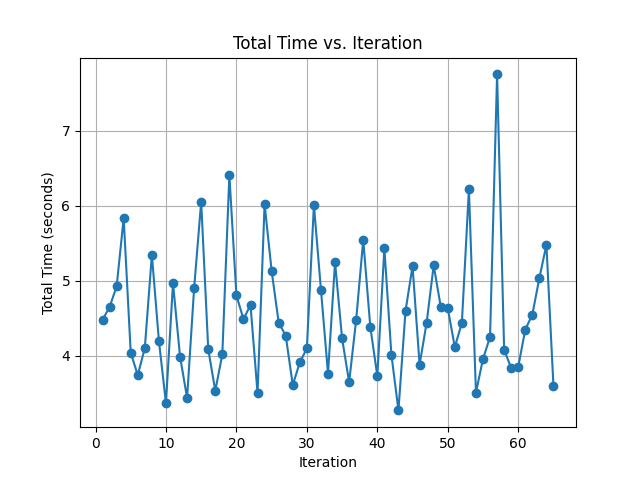 Total Time vs. Iteration
Total Time (seconds)
7
6
5
4
0 10 20 30 40 50 60
Iteration